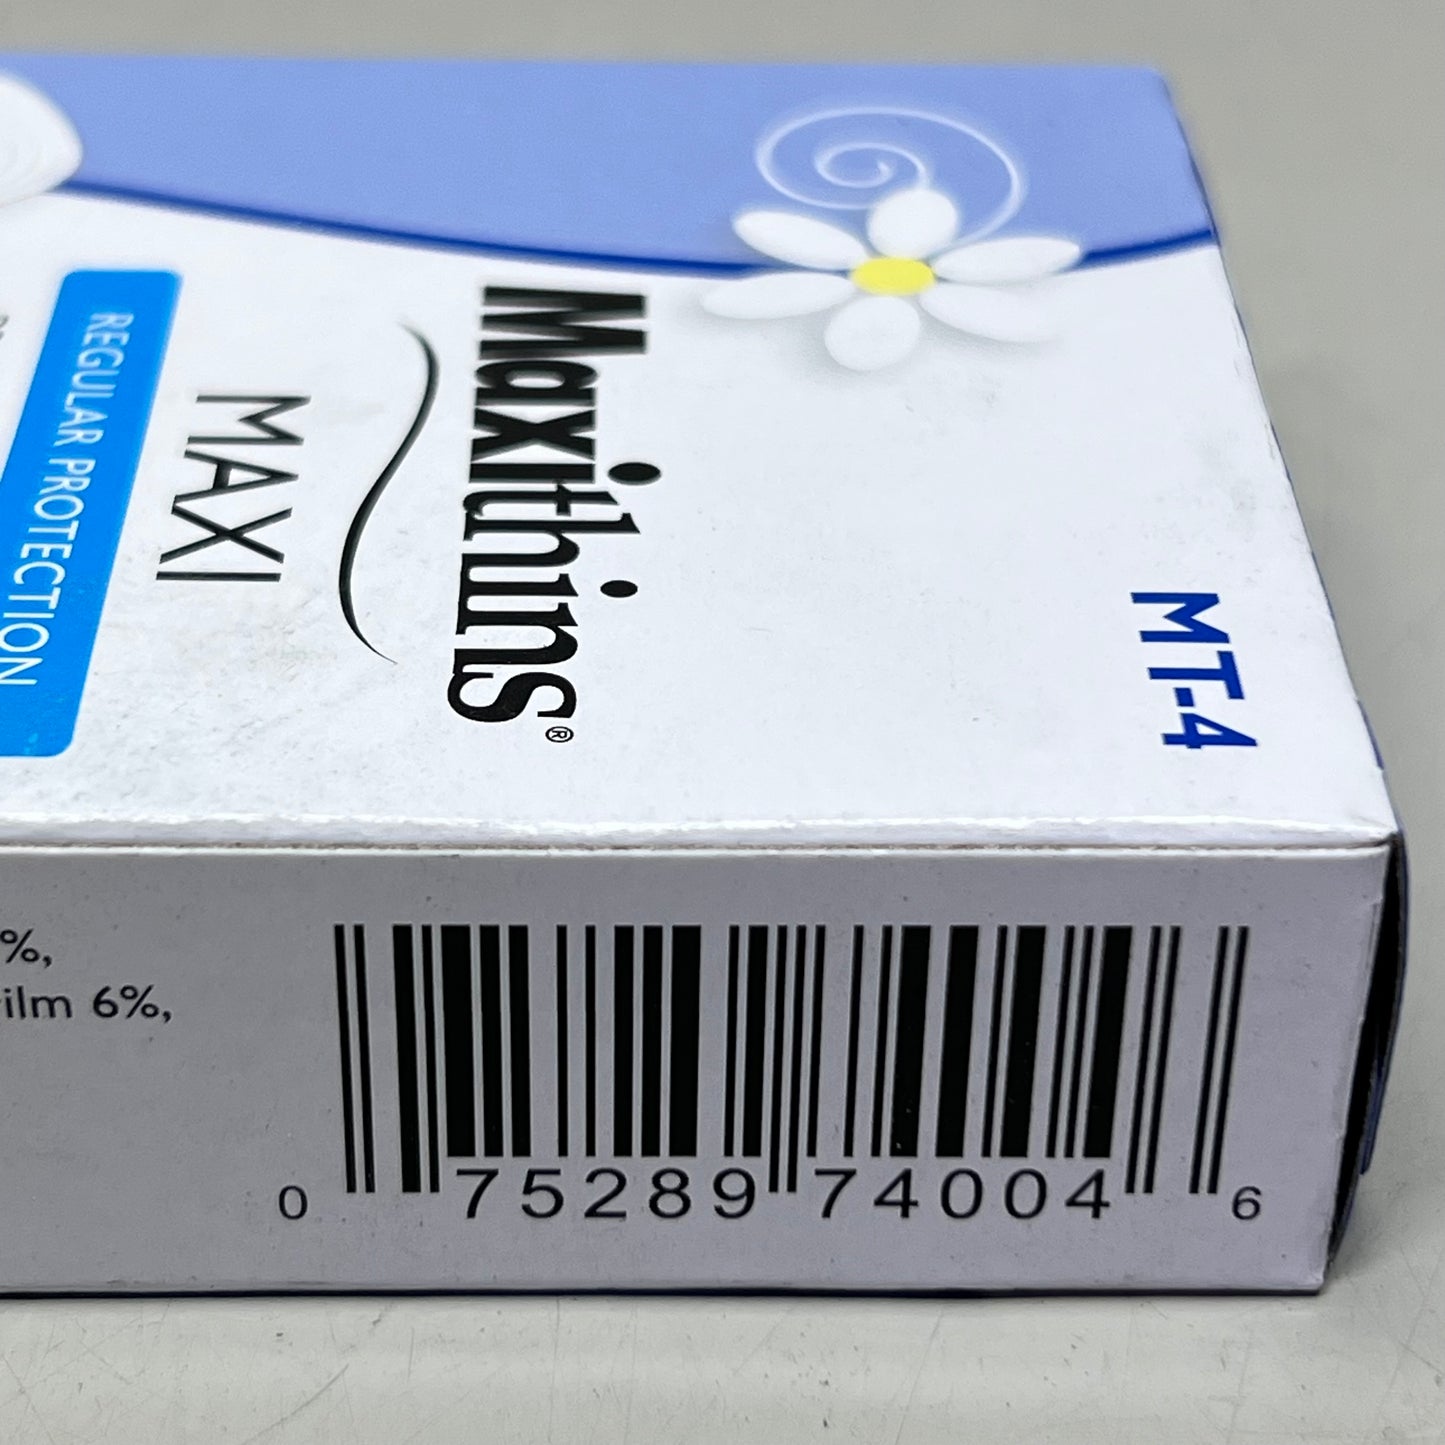 MT-4
Maxithins®
MAXI
REGULAR PROTECTION
%,
ilm 6%,
0 75289 74004 6